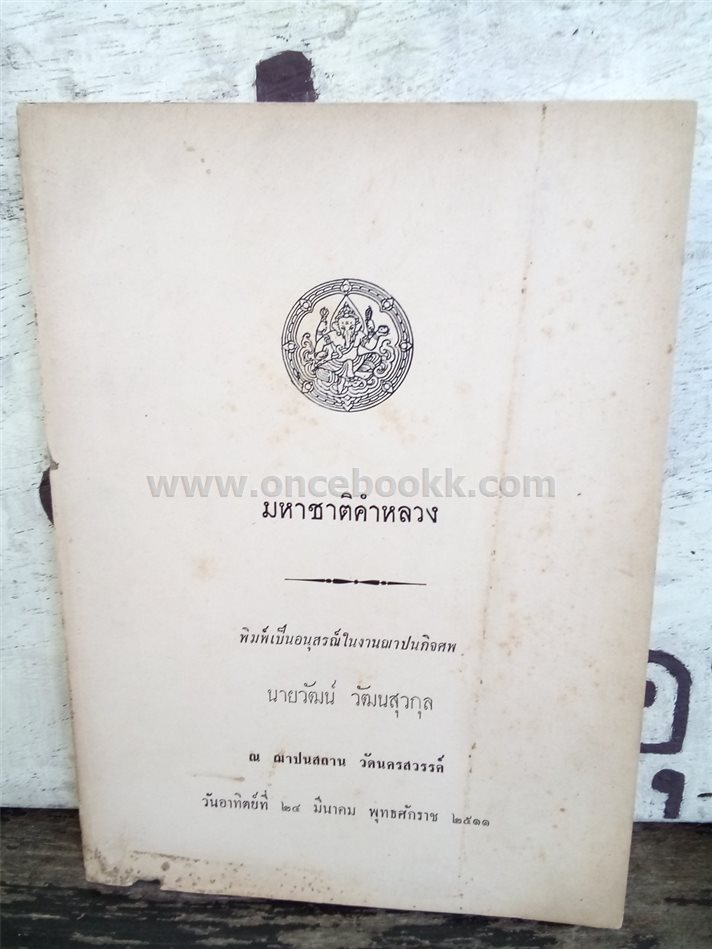 www.oncebookk.com
มหาชาติคำหลวง
พิมพ์เป็นอนุสรณ์ในงานฌาปนกิจศพ
นายวัฒน์ วัฒนสุวกุล
ณ ฌาปนสถาน วัดนครสวรรค์
วันอาทิตย์ที่ ๒๔ มีนาคม พุทธศักราช ๒๕๑๑